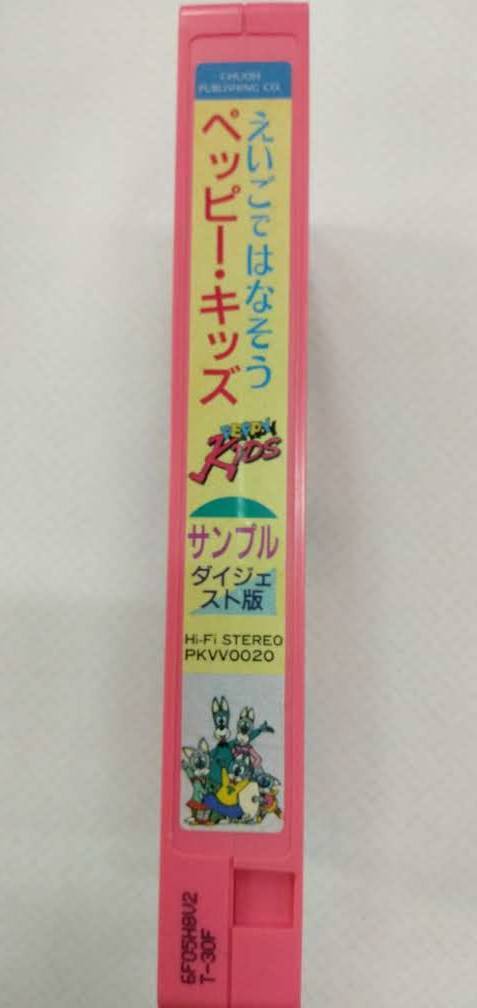 CHUOH
PUBLISHING CO.
えいごではなそう
ペッピー・キッズ
PEPPY
KIDS
サンプル
ダイジェ
スト版
Hi-Fi STEREO
PKVV0020
6F05H8V2
T-30F